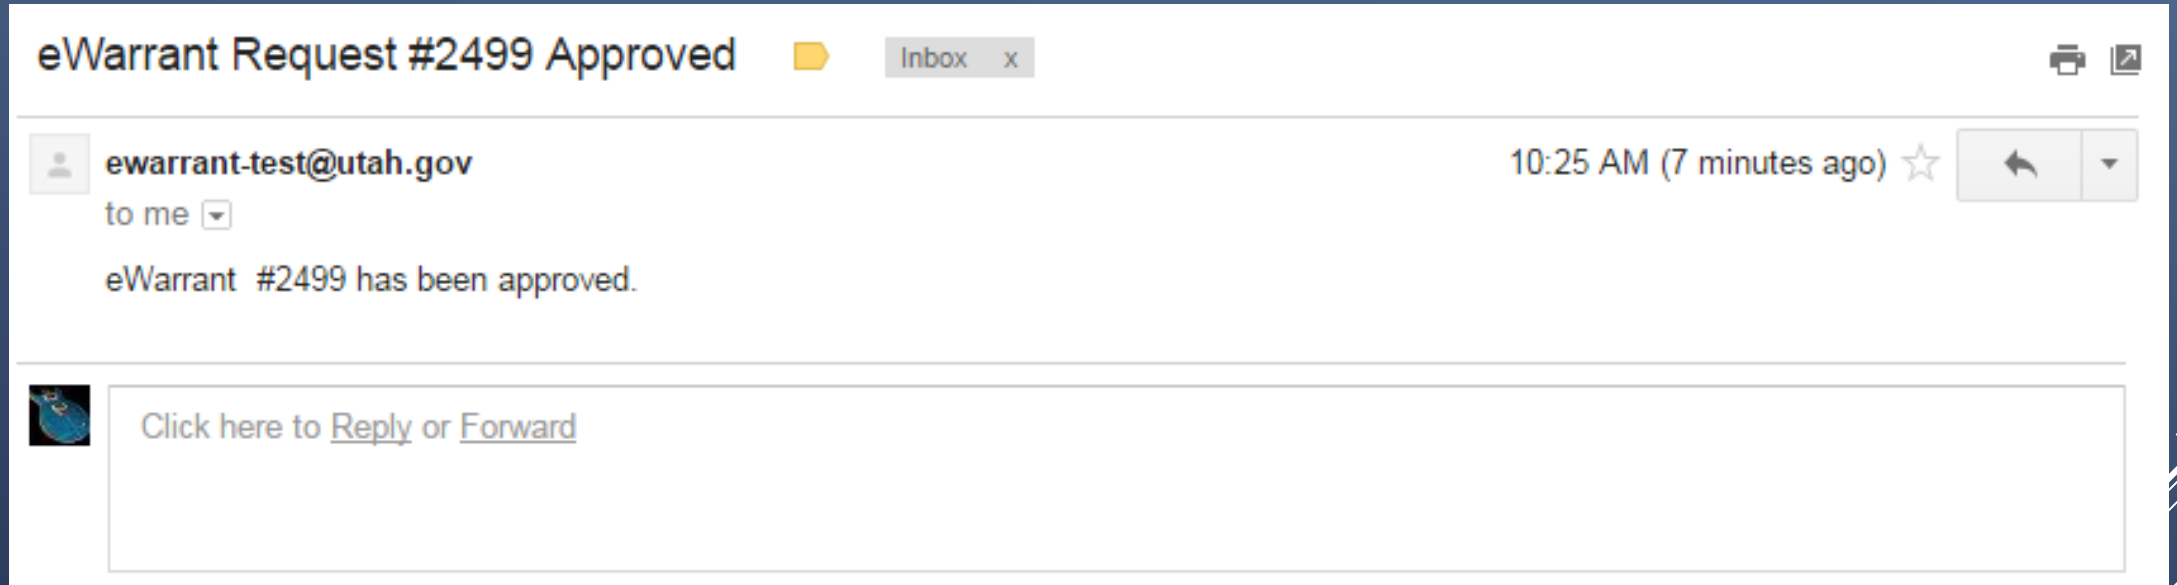 eWarrant Request #2499 Approved Inbox x
ewarrant-test@utah.gov 10:25 AM (7 minutes ago)
to me
eWarrant #2499 has been approved.
Click here to Reply or Forward